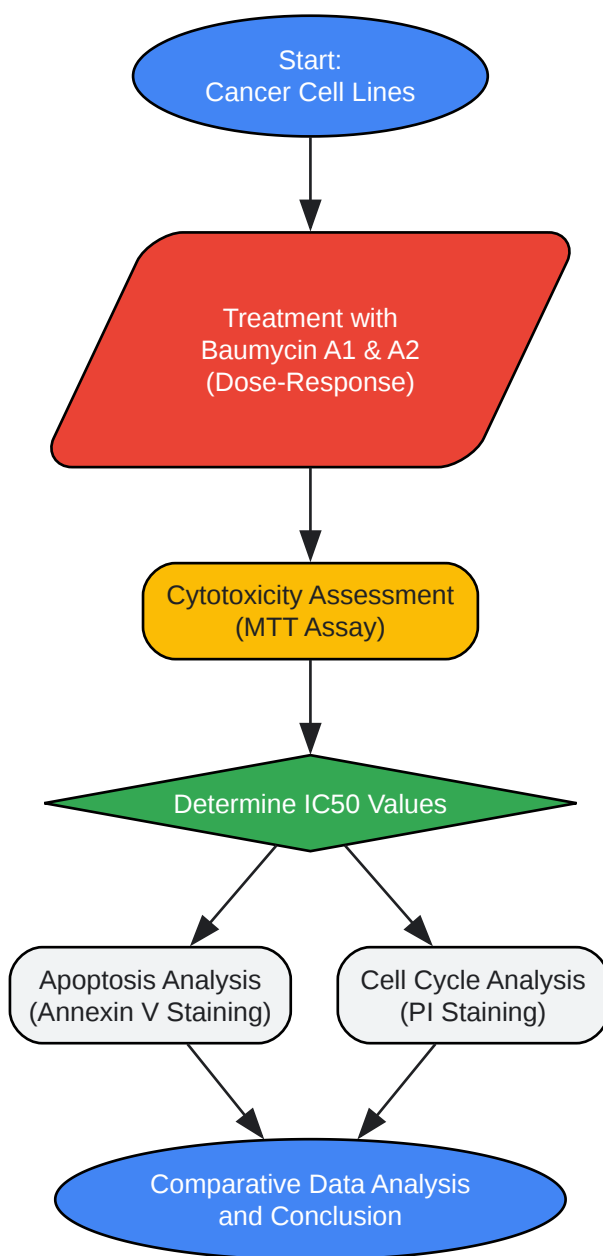 Start:
Cancer Cell Lines
Treatment with
Baumycin A1 & A2
(Dose-Response)
Cytotoxicity Assessment
(MTT Assay)
Determine IC50 Values
Apoptosis Analysis
(Annexin V Staining)
Cell Cycle Analysis
(PI Staining)
Comparative Data Analysis
and Conclusion